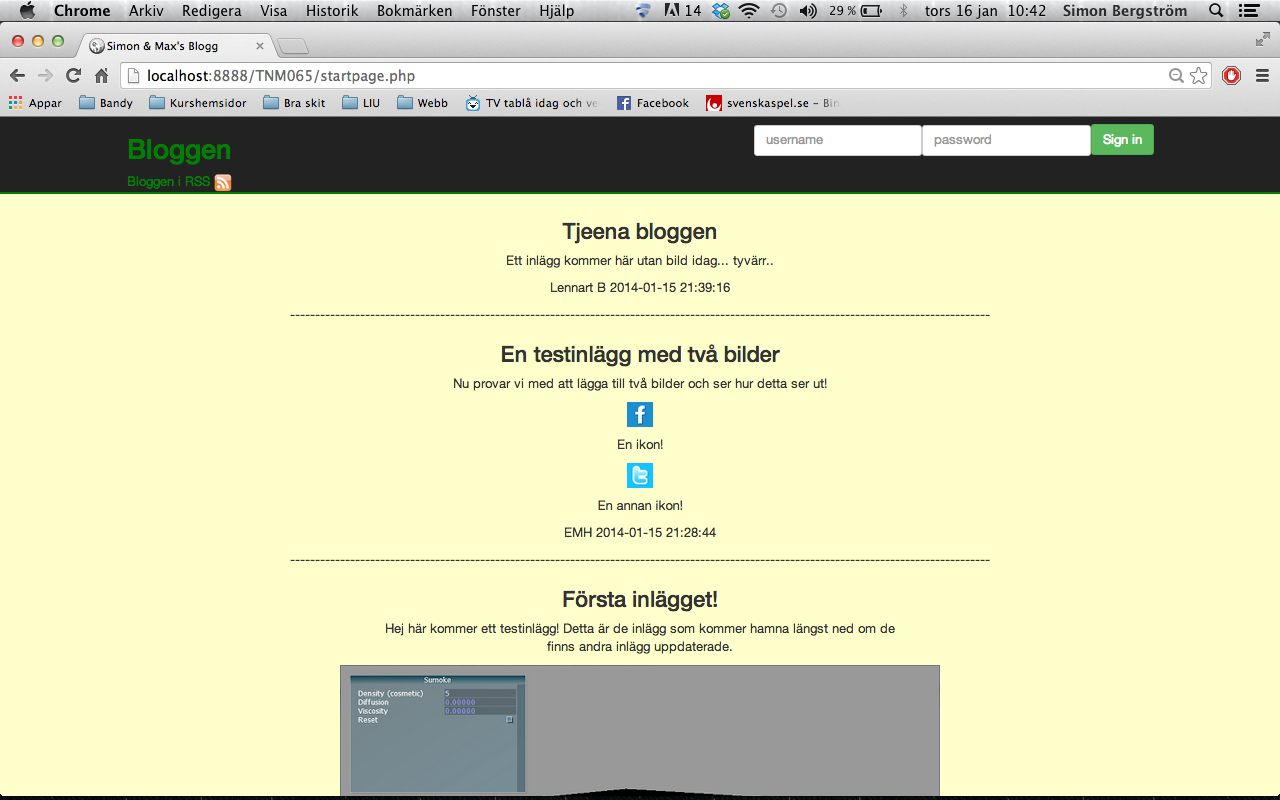 Chrome Arkiv Redigera Visa Historik Bokmärken Fönster Hjälp 14 29 % tors 16 jan 10:42 Simon Bergström
Simon & Max's Blogg
localhost:8888/TNM065/startpage.php
Appar Bandy Kurshemsidor Bra skit LIU Webb TV tablå idag och ve Facebook svenskaspel.se – Bin
Bloggen
username password Sign in
Bloggen i RSS
Tjeena bloggen
Ett inlägg kommer här utan bild idag... tyvärr..
Lennart B 2014-01-15 21:39:16
--------------------------------------------------------------------------------------------------------------------------------------------
En testinlägg med två bilder
Nu provar vi med att lägga till två bilder och ser hur detta ser ut!
En ikon!
En annan ikon!
EMH 2014-01-15 21:28:44
--------------------------------------------------------------------------------------------------------------------------------------------
Första inlägget!
Hej här kommer ett testinlägg! Detta är de inlägg som kommer hamna längst ned om de
finns andra inlägg uppdaterade.
Sumoke
Density (cosmetic) 5
Diffusion 0.00000
Viscosity 0.00000
Reset